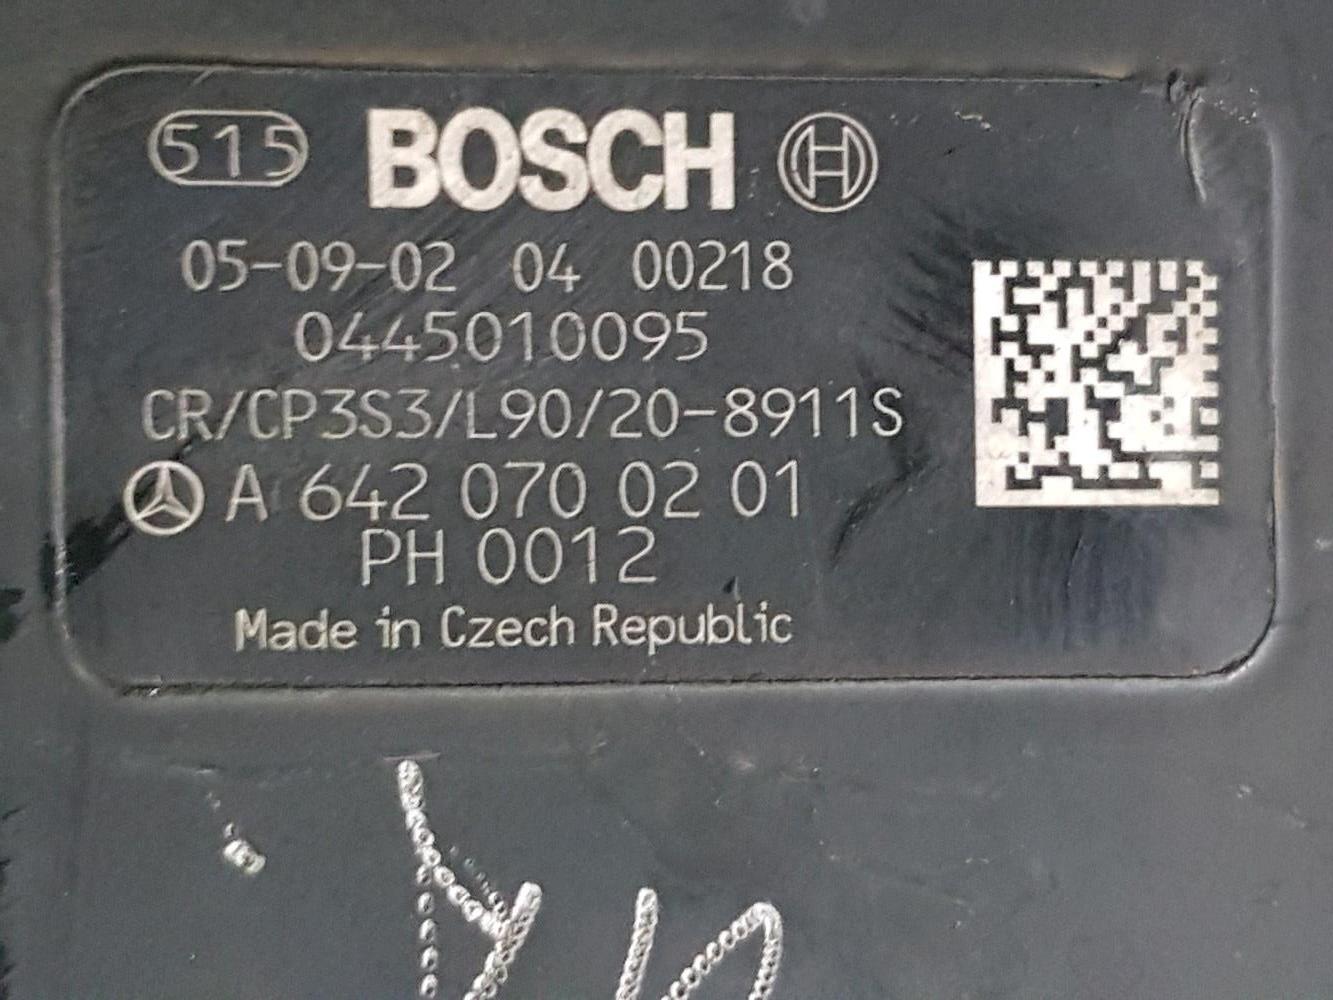 515 BOSCH
05-09-02 04 00218
0445010095
CR/CP3S3/L90/20-8911S
A 642 070 02 01
PH 0012
Made in Czech Republic